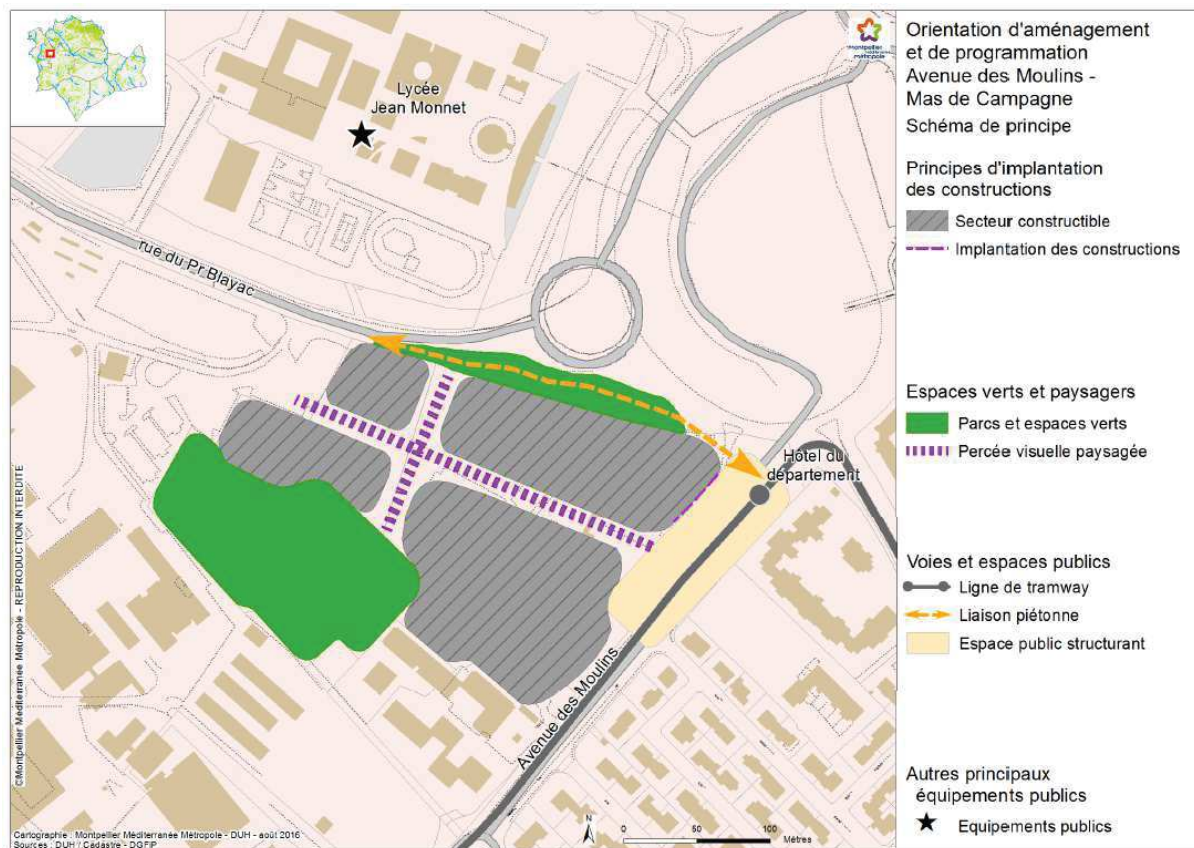 Orientation d'aménagement
et de programmation
Avenue des Moulins -
Mas de Campagne
Schéma de principe
Principes d'implantation
des constructions
Secteur constructible
Implantation des constructions
Espaces verts et paysagers
Parcs et espaces verts
Percée visuelle paysagée
Voies et espaces publics
Ligne de tramway
Liaison piétonne
Espace public structurant
Autres principaux
équipements publics
Equipements publics
montpellier
méditerranée
métropole
Lycée
Jean Monnet
rue du Pr Blayac
Hôtel du
département
Avenue des Moulins
©Montpellier Méditerranée Métropole - REPRODUCTION INTERDITE
Cartographie : Montpellier Méditerranée Métropole - DUH - août 2016
Sources : DUH / Cadastre - DGFIP
N
0 50 100
Mètres